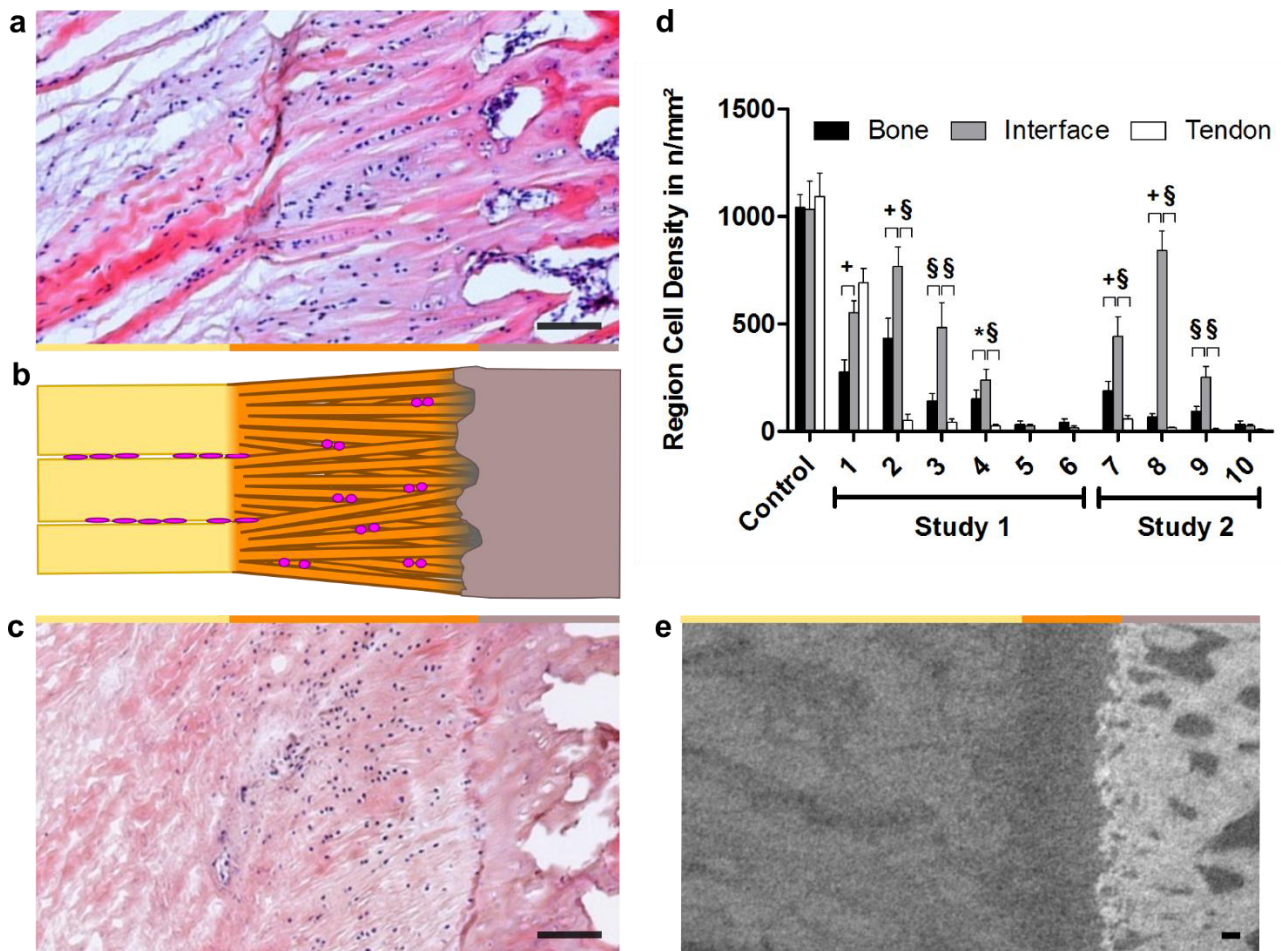 a
b
c
d
Region Cell Density in n/mm²
1500
1000
500
0
Bone
Interface
Tendon
+
+ §
§ §
* §
+ §
+ §
§ §
Control
1
2
3
4
5
6
7
8
9
10
Study 1
Study 2
e